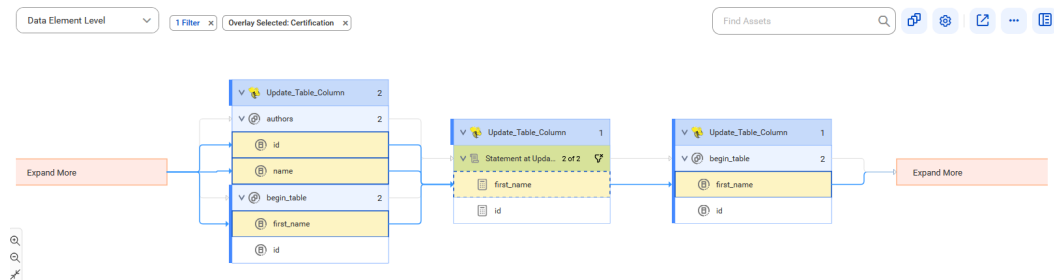 Data Element Level
1 Filter ×
Overlay Selected: Certification ×
Find Assets
Expand More
Update_Table_Column 2
authors 2
id
name
begin_table 2
first_name
id
Update_Table_Column 1
Statement at Upda... 2 of 2
first_name
id
Update_Table_Column 1
begin_table 2
first_name
id
Expand More